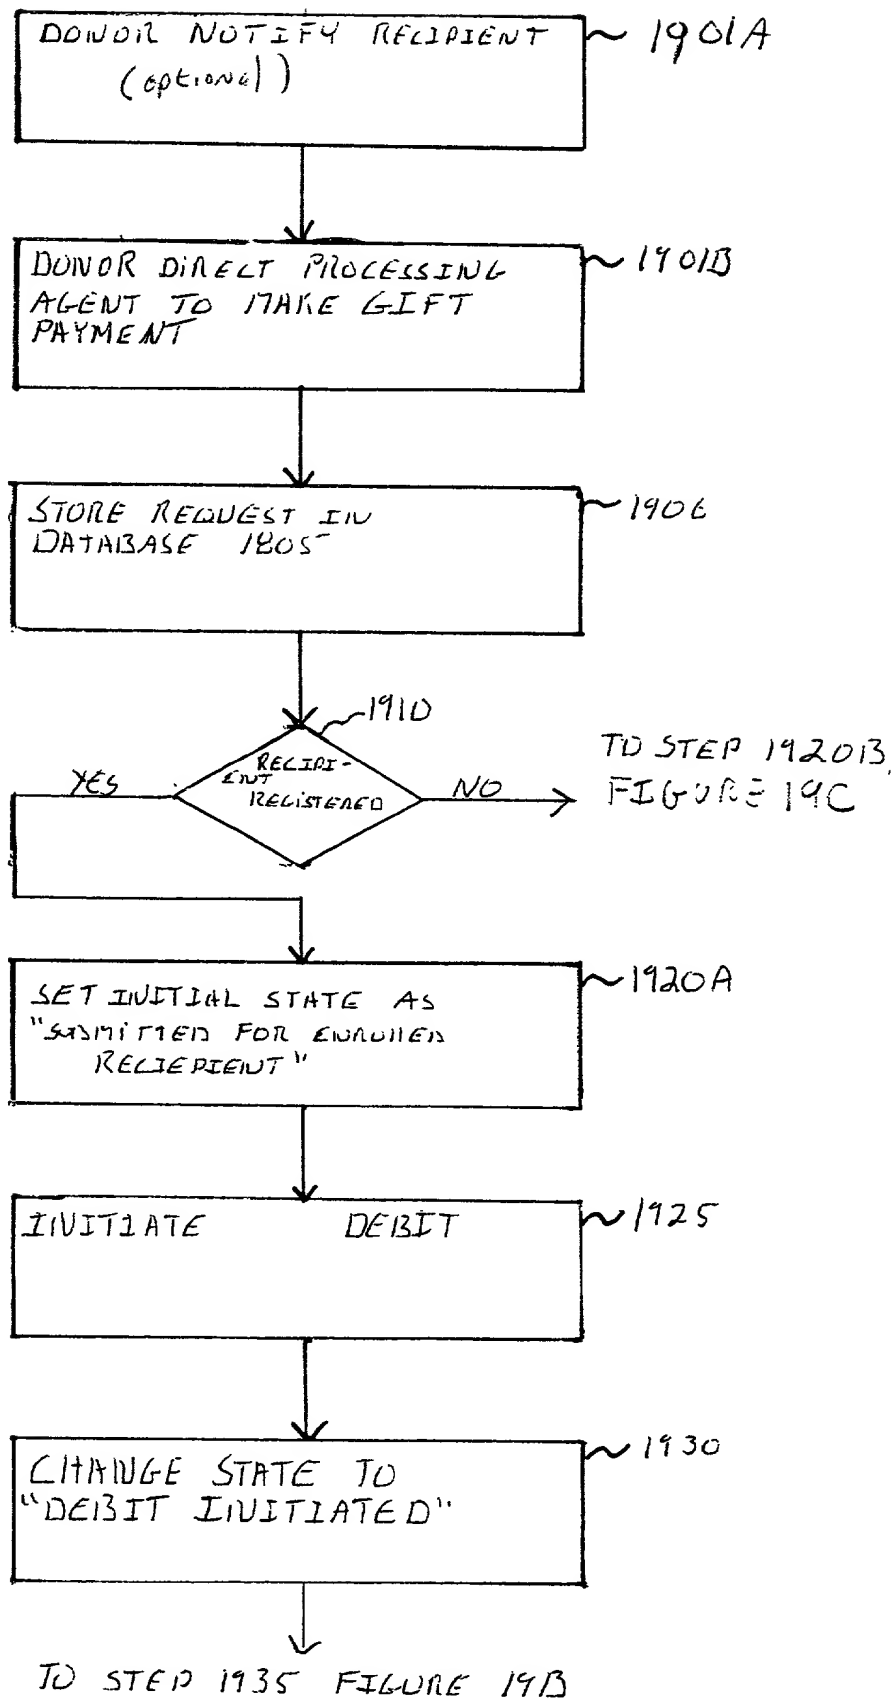 DONOR NOTIFY RECIPIENT
(optional)
1901A
DONOR DIRECT PROCESSING
AGENT TO MAKE GIFT
PAYMENT
1901B
STORE REQUEST IN
DATABASE 1805
1906
1910
RECIPI-
ENT
REGISTERED
YES
NO
TO STEP 1920B,
FIGURE 19C
SET INITIAL STATE AS
"SUBMITTED FOR ENROLLED
RECIEPIENT"
1920A
INITIATE DEBIT
1925
CHANGE STATE TO
"DEBIT INITIATED"
1930
TO STEP 1935 FIGURE 19B